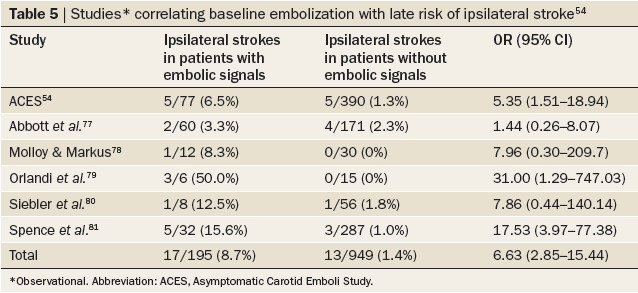 Table 5 | Studies* correlating baseline embolization with late risk of ipsilateral stroke⁵⁴
Study Ipsilateral strokes in patients with embolic signals Ipsilateral strokes in patients without embolic signals OR (95% CI)
ACES⁵⁴ 5/77 (6.5%) 5/390 (1.3%) 5.35 (1.51–18.94)
Abbott et al.⁷⁷ 2/60 (3.3%) 4/171 (2.3%) 1.44 (0.26–8.07)
Molloy & Markus⁷⁸ 1/12 (8.3%) 0/30 (0%) 7.96 (0.30–209.7)
Orlandi et al.⁷⁹ 3/6 (50.0%) 0/15 (0%) 31.00 (1.29–747.03)
Siebler et al.⁸⁰ 1/8 (12.5%) 1/56 (1.8%) 7.86 (0.44–140.14)
Spence et al.⁸¹ 5/32 (15.6%) 3/287 (1.0%) 17.53 (3.97–77.38)
Total 17/195 (8.7%) 13/949 (1.4%) 6.63 (2.85–15.44)
*Observational. Abbreviation: ACES, Asymptomatic Carotid Emboli Study.